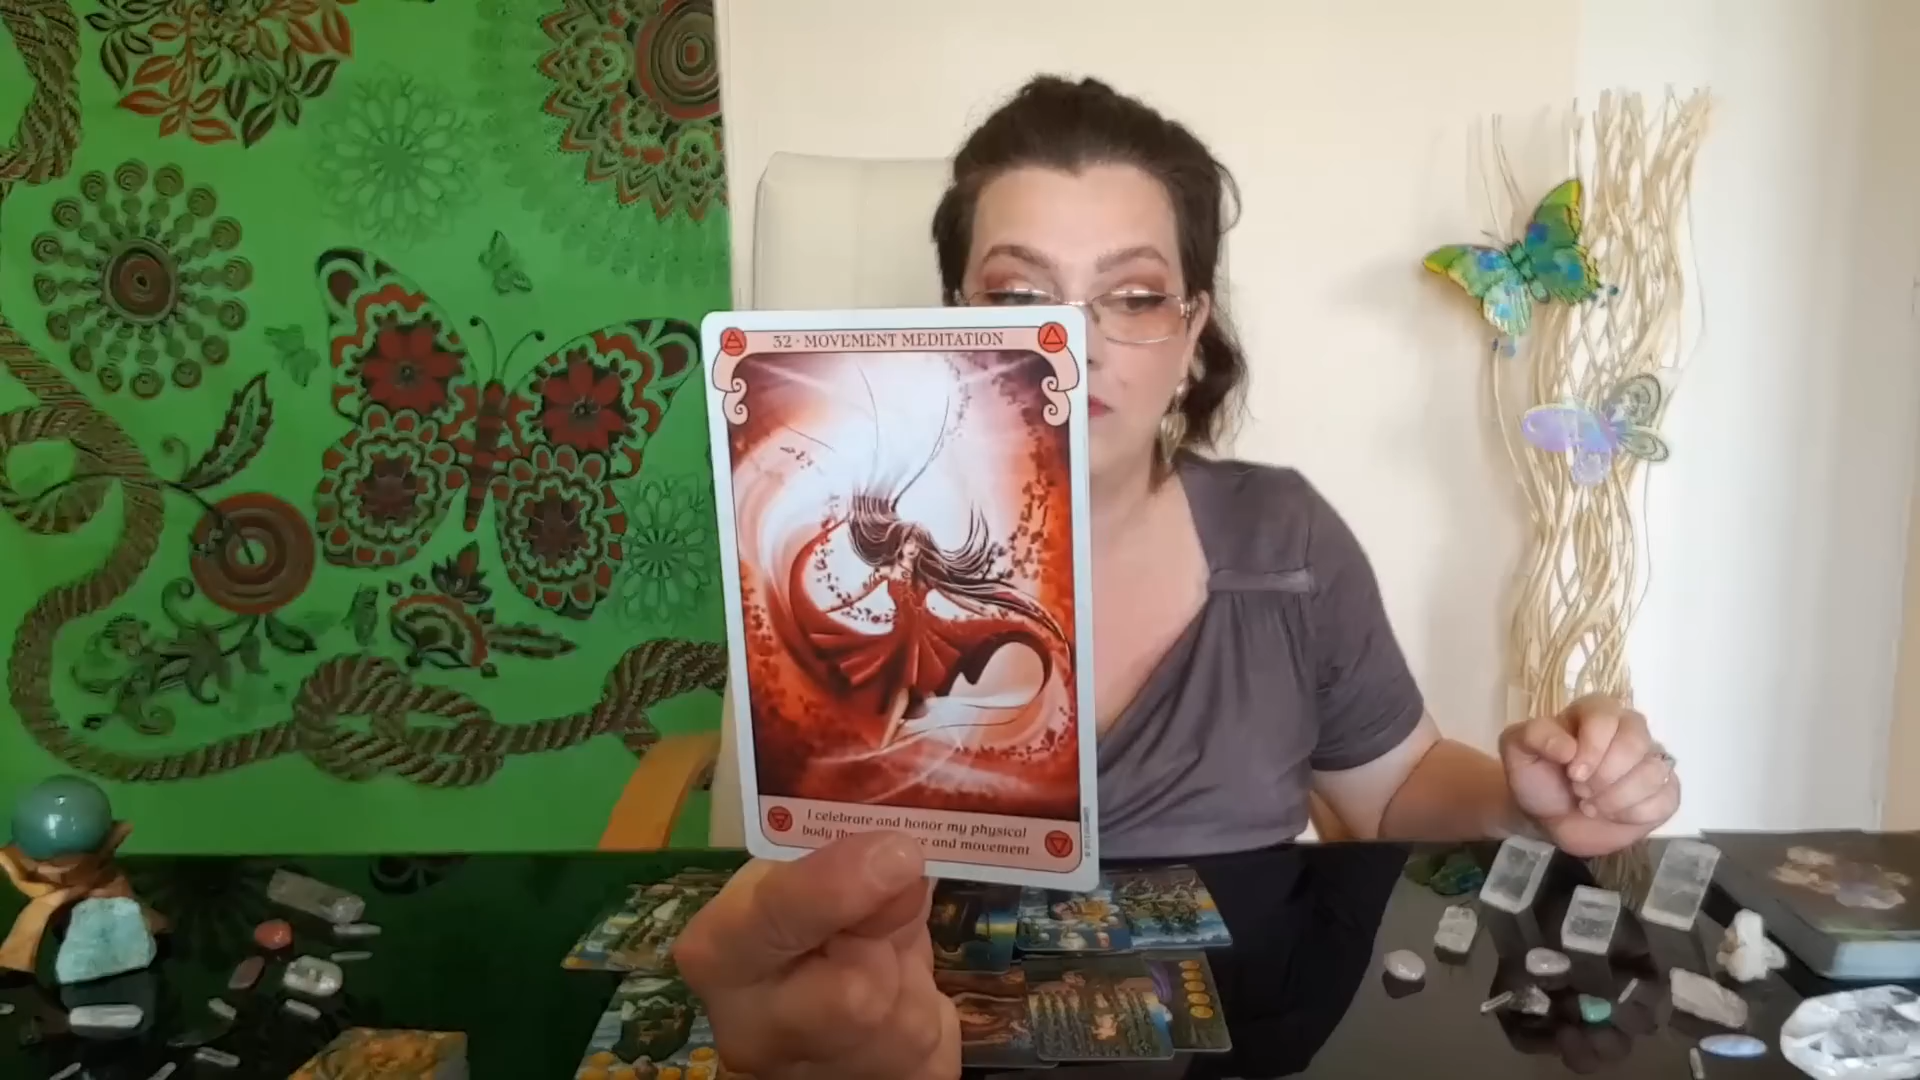 32 · MOVEMENT MEDITATION
I celebrate and honor my physical
body and movement